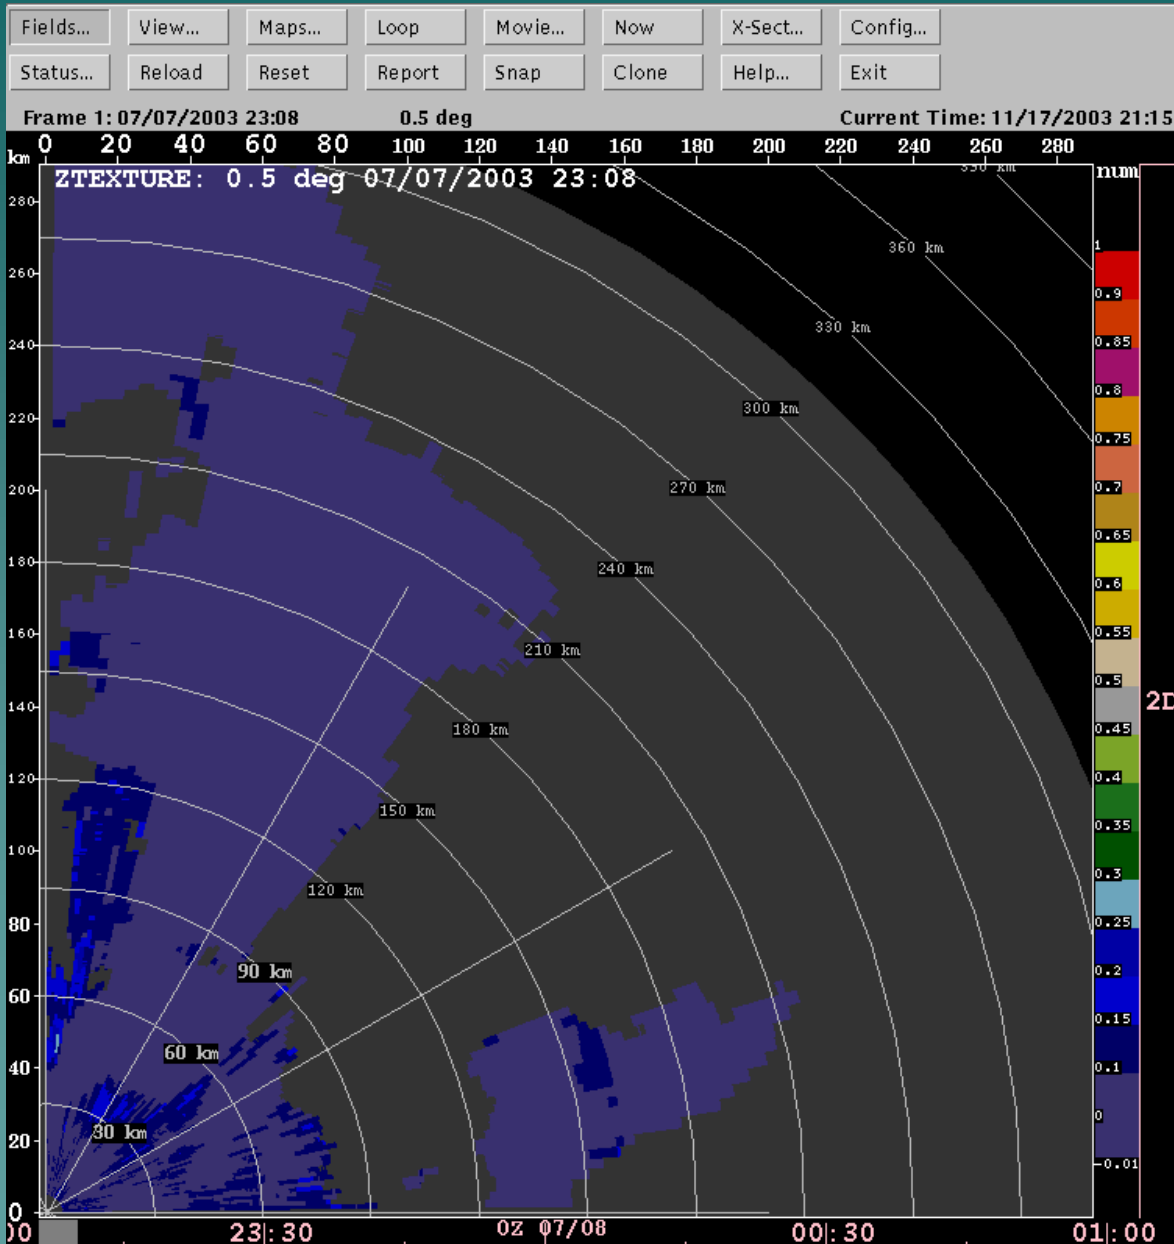 Fields... View... Maps... Loop Movie... Now X-Sect... Config...
Status... Reload Reset Report Snap Clone Help... Exit
Frame 1: 07/07/2003 23:08 0.5 deg Current Time: 11/17/2003 21:15
km 0 20 40 60 80 100 120 140 160 180 200 220 240 260 280
ZTEXTURE: 0.5 deg 07/07/2003 23:08
num
280
260
240
220
200
180
160
140
120
100
80
60
40
20
0
390 km
360 km
330 km
300 km
270 km
240 km
210 km
180 km
150 km
120 km
90 km
60 km
30 km
1
0.9
0.85
0.8
0.75
0.7
0.65
0.6
0.55
0.5
0.45
0.4
0.35
0.3
0.25
0.2
0.15
0.1
0
-0.01
2D
00 23:30 0Z 07/08 00:30 01:00